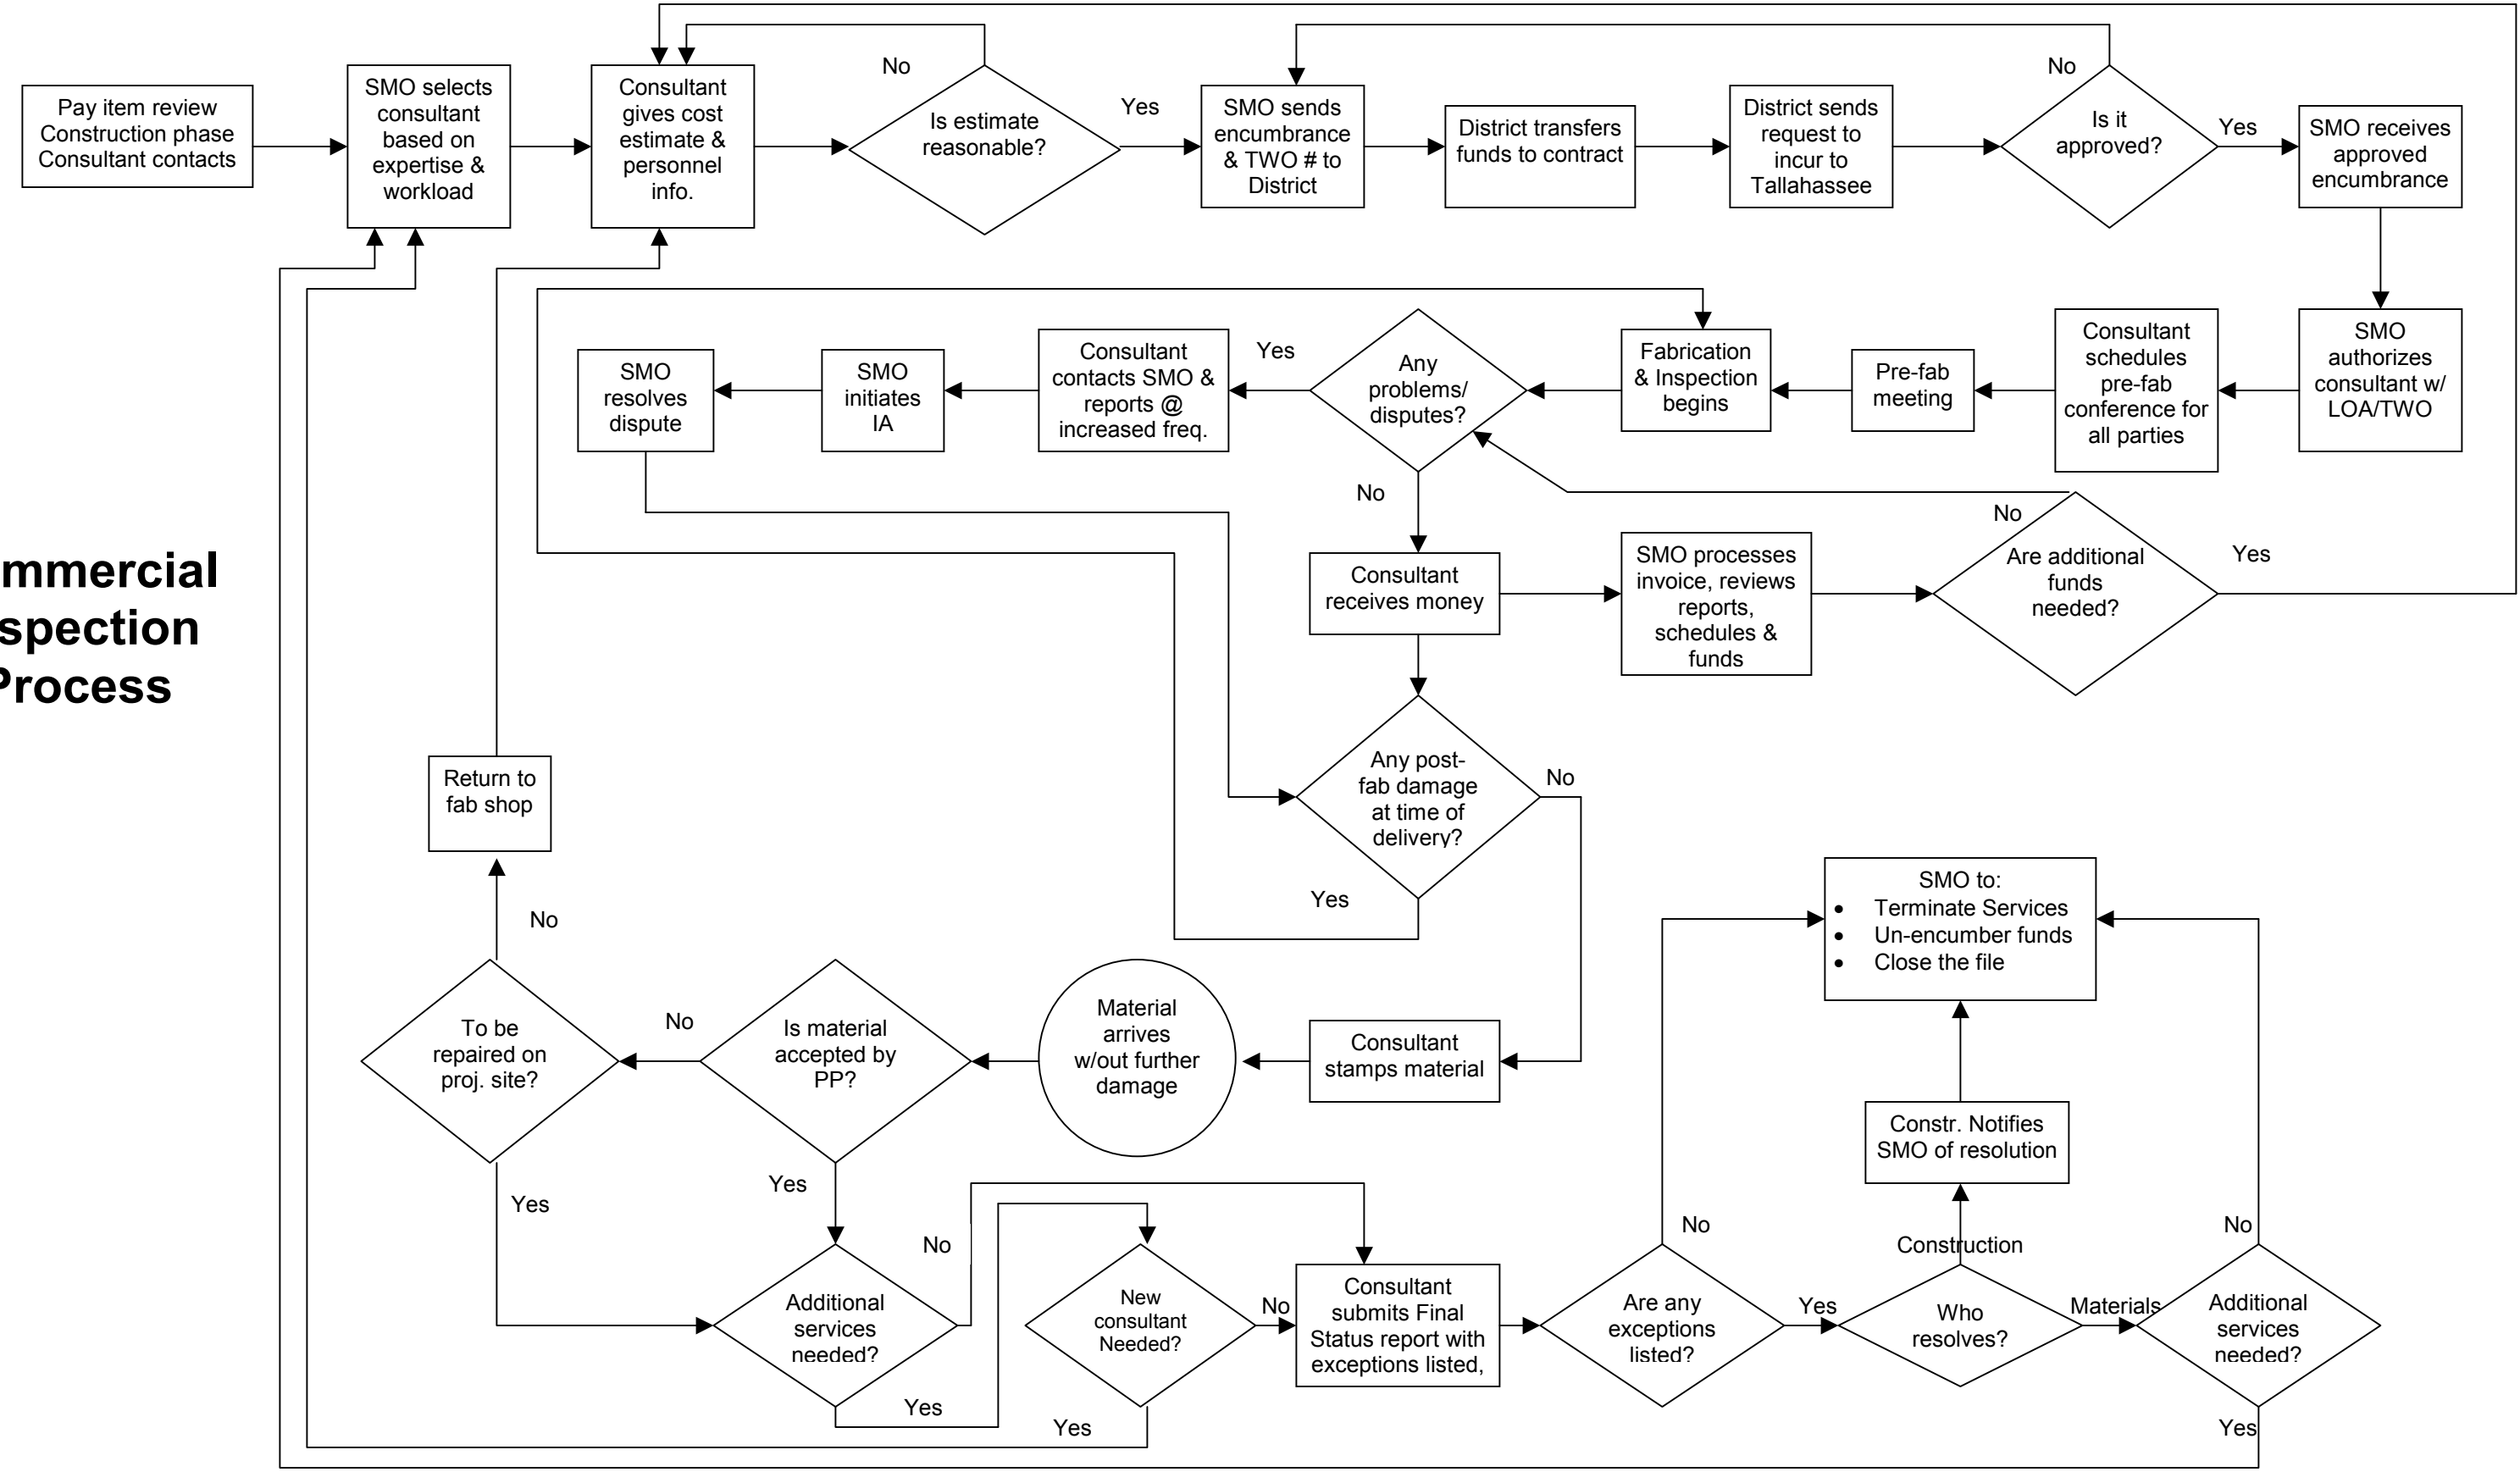 Pay item review
Construction phase
Consultant contacts
SMO selects
consultant
based on
expertise &
workload
Consultant
gives cost
estimate &
personnel
info.
No
Is estimate
reasonable?
Yes
SMO sends
encumbrance
& TWO # to
District
District transfers
funds to contract
District sends
request to
incur to
Tallahassee
No
Is it
approved?
Yes
SMO receives
approved
encumbrance
SMO
resolves
dispute
SMO
initiates
IA
Consultant
contacts SMO &
reports @
increased freq.
Yes
Any
problems/
disputes?
No
Fabrication
& Inspection
begins
Pre-fab
meeting
Consultant
schedules
pre-fab
conference for
all parties
SMO
authorizes
consultant w/
LOA/TWO
mmercial
spection
Process
Consultant
receives money
SMO processes
invoice, reviews
reports,
schedules &
funds
No
Are additional
funds
needed?
Yes
Return to
fab shop
Any post-
fab damage
at time of
delivery?
No
Yes
No
SMO to:
• Terminate Services
• Un-encumber funds
• Close the file
To be
repaired on
proj. site?
No
Is material
accepted by
PP?
Material
arrives
w/out further
damage
Consultant
stamps material
Constr. Notifies
SMO of resolution
Yes
Yes
No
No
Construction
No
Additional
services
needed?
New
consultant
Needed?
No
Consultant
submits Final
Status report with
exceptions listed,
Are any
exceptions
listed?
Yes
Who
resolves?
Materials
Additional
services
needed?
Yes
Yes
Yes